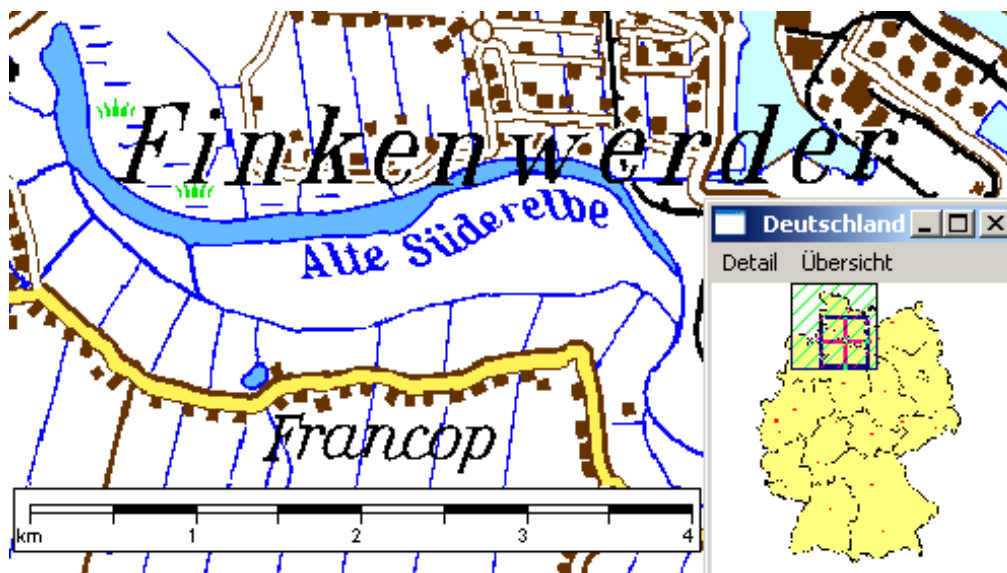 Finkenwerder
Alte Süderelbe
Deutschland
Detail Übersicht
Francop
km 1 2 3 4